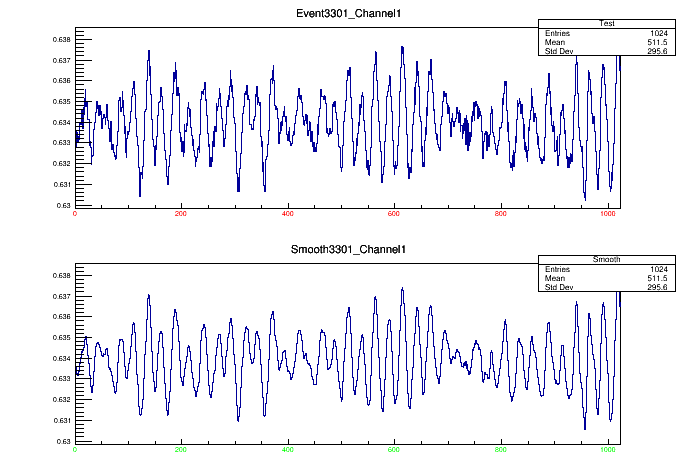 Event3301_Channel1
Test
Entries 1024
Mean 511.5
Std Dev 295.6
0.638
0.637
0.636
0.635
0.634
0.633
0.632
0.631
0.63
0 200 400 600 800 1000
Smooth3301_Channel1
Smooth
Entries 1024
Mean 511.5
Std Dev 295.6
0.638
0.637
0.636
0.635
0.634
0.633
0.632
0.631
0.63
0 200 400 600 800 1000